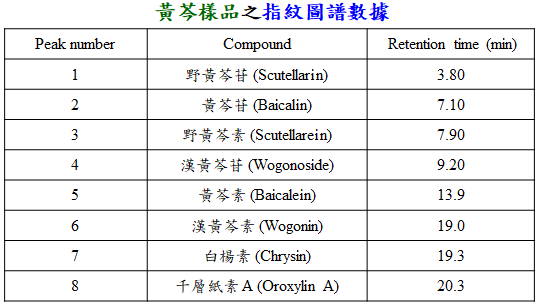 黃芩樣品之指紋圖譜數據
Peak number Compound Retention time (min)
1 野黃芩苷 (Scutellarin) 3.80
2 黃芩苷 (Baicalin) 7.10
3 野黃芩素 (Scutellarein) 7.90
4 漢黃芩苷 (Wogonoside) 9.20
5 黃芩素 (Baicalein) 13.9
6 漢黃芩素 (Wogonin) 19.0
7 白楊素 (Chrysin) 19.3
8 千層紙素 A (Oroxylin A) 20.3